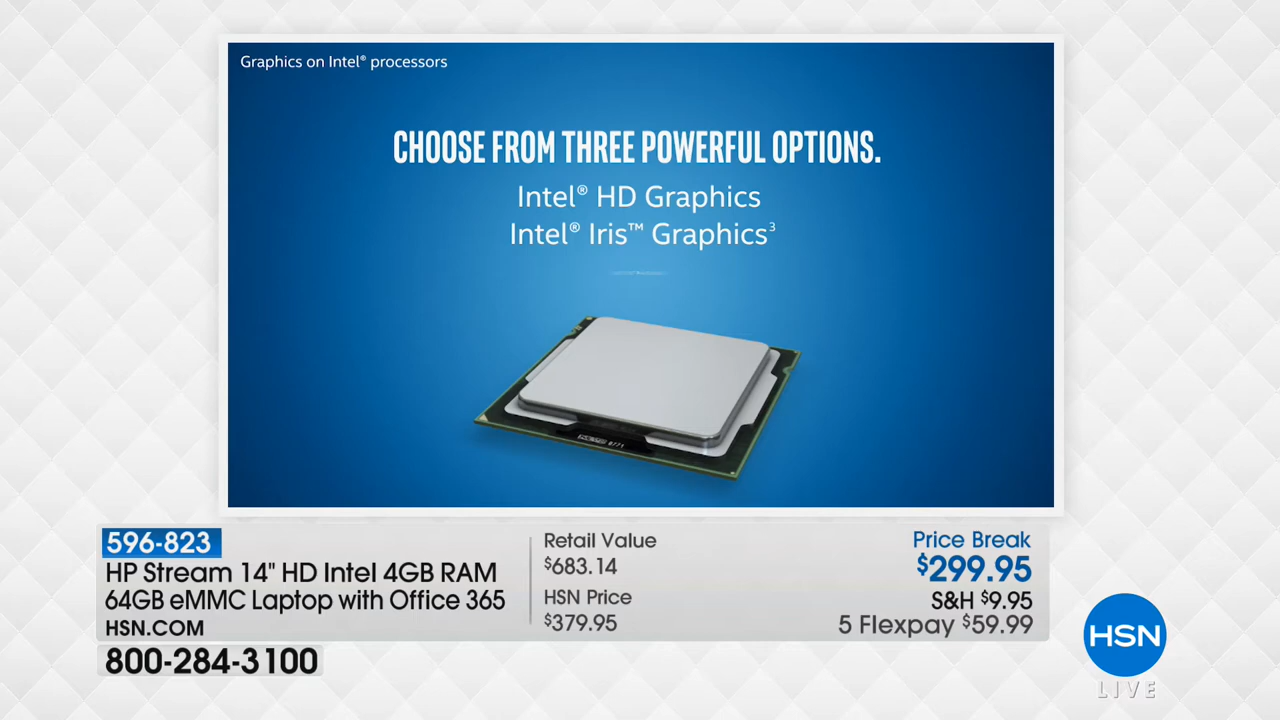 Graphics on Intel® processors
CHOOSE FROM THREE POWERFUL OPTIONS.
Intel® HD Graphics
Intel® Iris™ Graphics³
596-823
HP Stream 14" HD Intel 4GB RAM
64GB eMMC Laptop with Office 365
HSN.COM
800-284-3100
Retail Value
$683.14
HSN Price
$379.95
Price Break
$299.95
S&H $9.95
5 Flexpay $59.99
HSN
LIVE